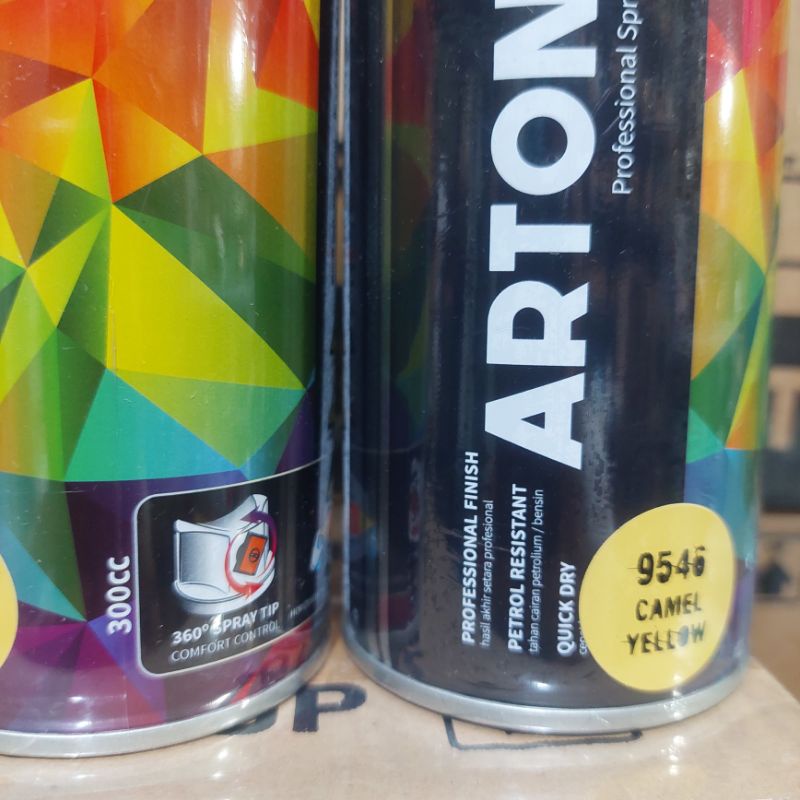 300CC
360° SPRAY TIP
COMFORT CONTROL
ARTON
Professional
PROFESSIONAL FINISH
hasil akhir setara profesional
PETROL RESISTANT
tahan cairan petrolium / bensin
QUICK DRY
9546
CAMEL
YELLOW
UP